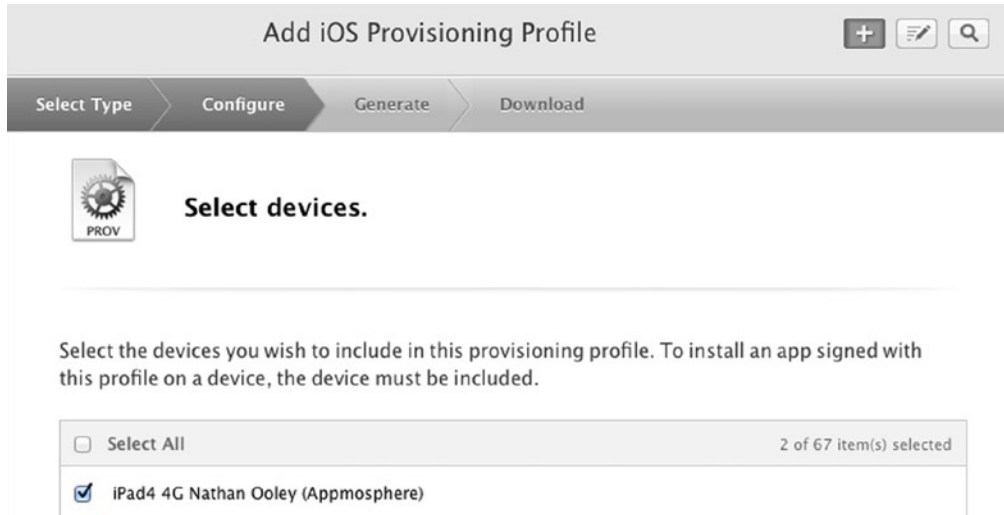 Add iOS Provisioning Profile
Select Type
Configure
Generate
Download
PROV
Select devices.
Select the devices you wish to include in this provisioning profile. To install an app signed with
this profile on a device, the device must be included.
Select All
2 of 67 item(s) selected
iPad4 4G Nathan Ooley (Appmosphere)